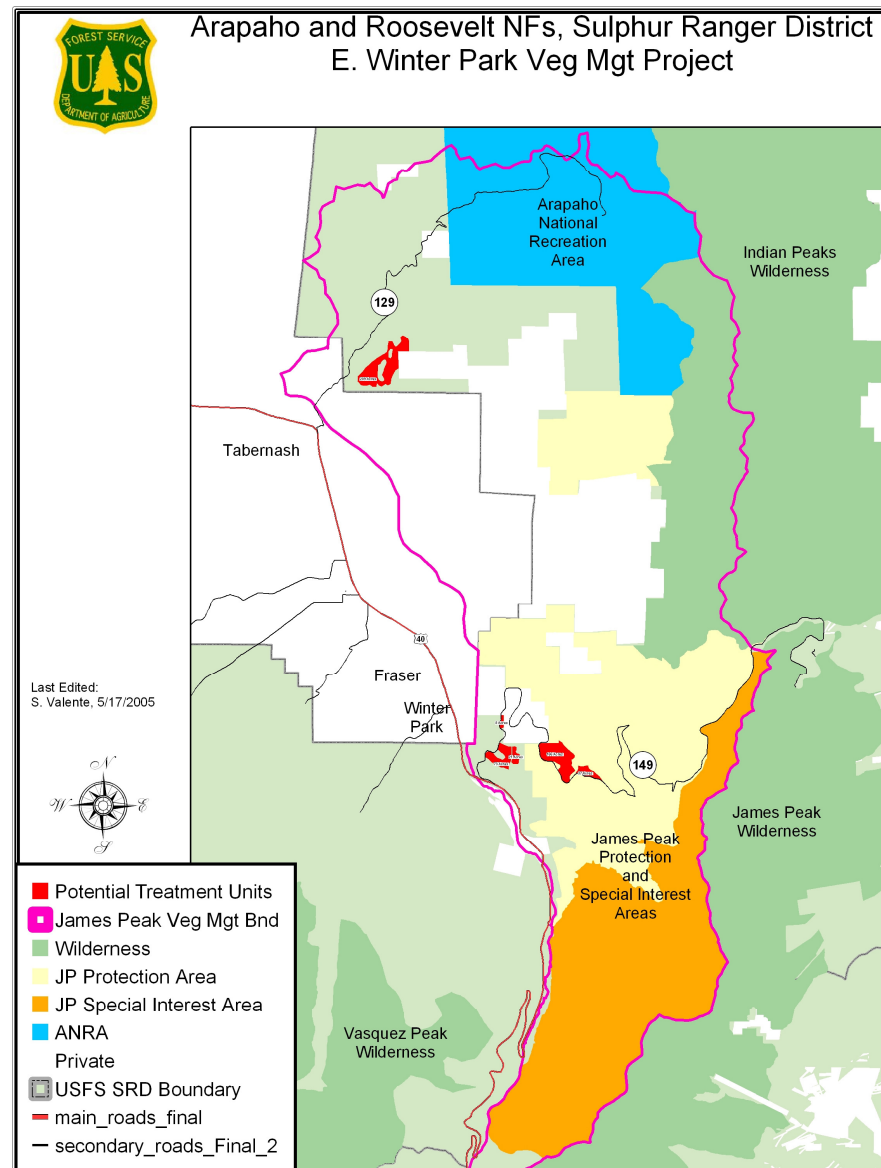 Arapaho and Roosevelt NFs, Sulphur Ranger District
E. Winter Park Veg Mgt Project
FOREST SERVICE
UAS
DEPARTMENT OF AGRICULTURE
Arapaho
National
Recreation
Area
Indian Peaks
Wilderness
129
Tabernash
40
Fraser
Winter
Park
149
James Peak
Wilderness
James Peak
Protection
and
Special Interest
Areas
Vasquez Peak
Wilderness
Last Edited:
S. Valente, 5/17/2005
N
W
E
S
Potential Treatment Units
James Peak Veg Mgt Bnd
Wilderness
JP Protection Area
JP Special Interest Area
ANRA
Private
USFS SRD Boundary
main_roads_final
secondary_roads_Final_2